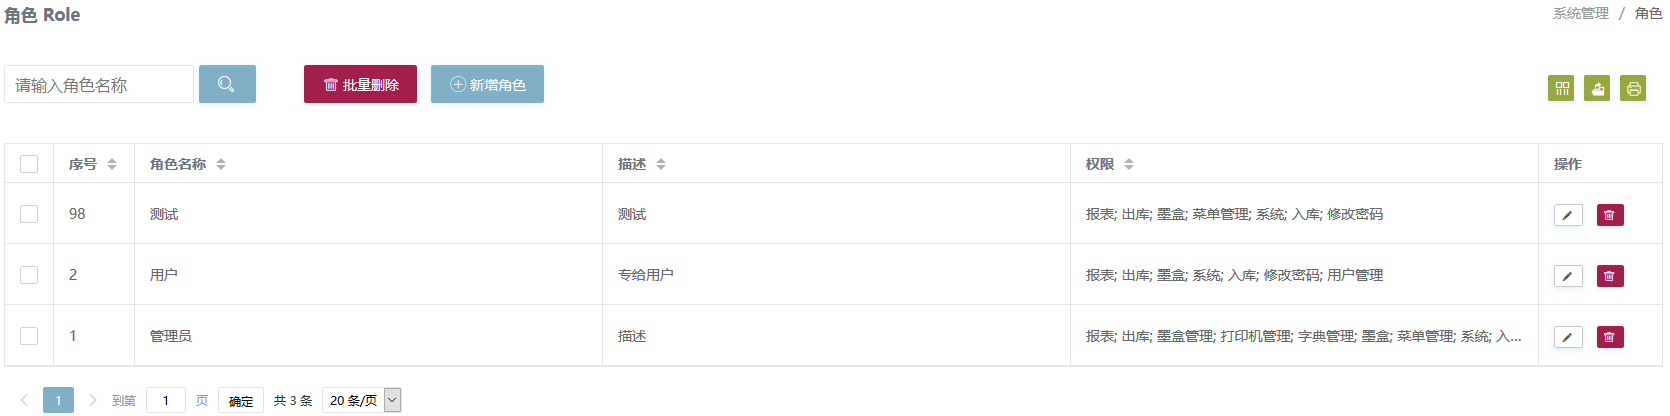 角色 Role
系统管理 / 角色
请输入角色名称
批量删除
新增角色
序号 角色名称 描述 权限 操作
98 测试 测试 报表; 出库; 墨盒; 菜单管理; 系统; 入库; 修改密码
2 用户 专给用户 报表; 出库; 墨盒; 系统; 入库; 修改密码; 用户管理
1 管理员 描述 报表; 出库; 墨盒管理; 打印机管理; 字典管理; 墨盒; 菜单管理; 系统; 入...
1 到第 1 页 确定 共 3 条 20 条/页